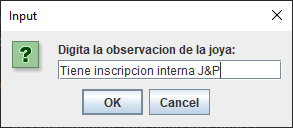 Input
Digita la observacion de la joya:
Tiene inscripcion interna J&P
OK
Cancel